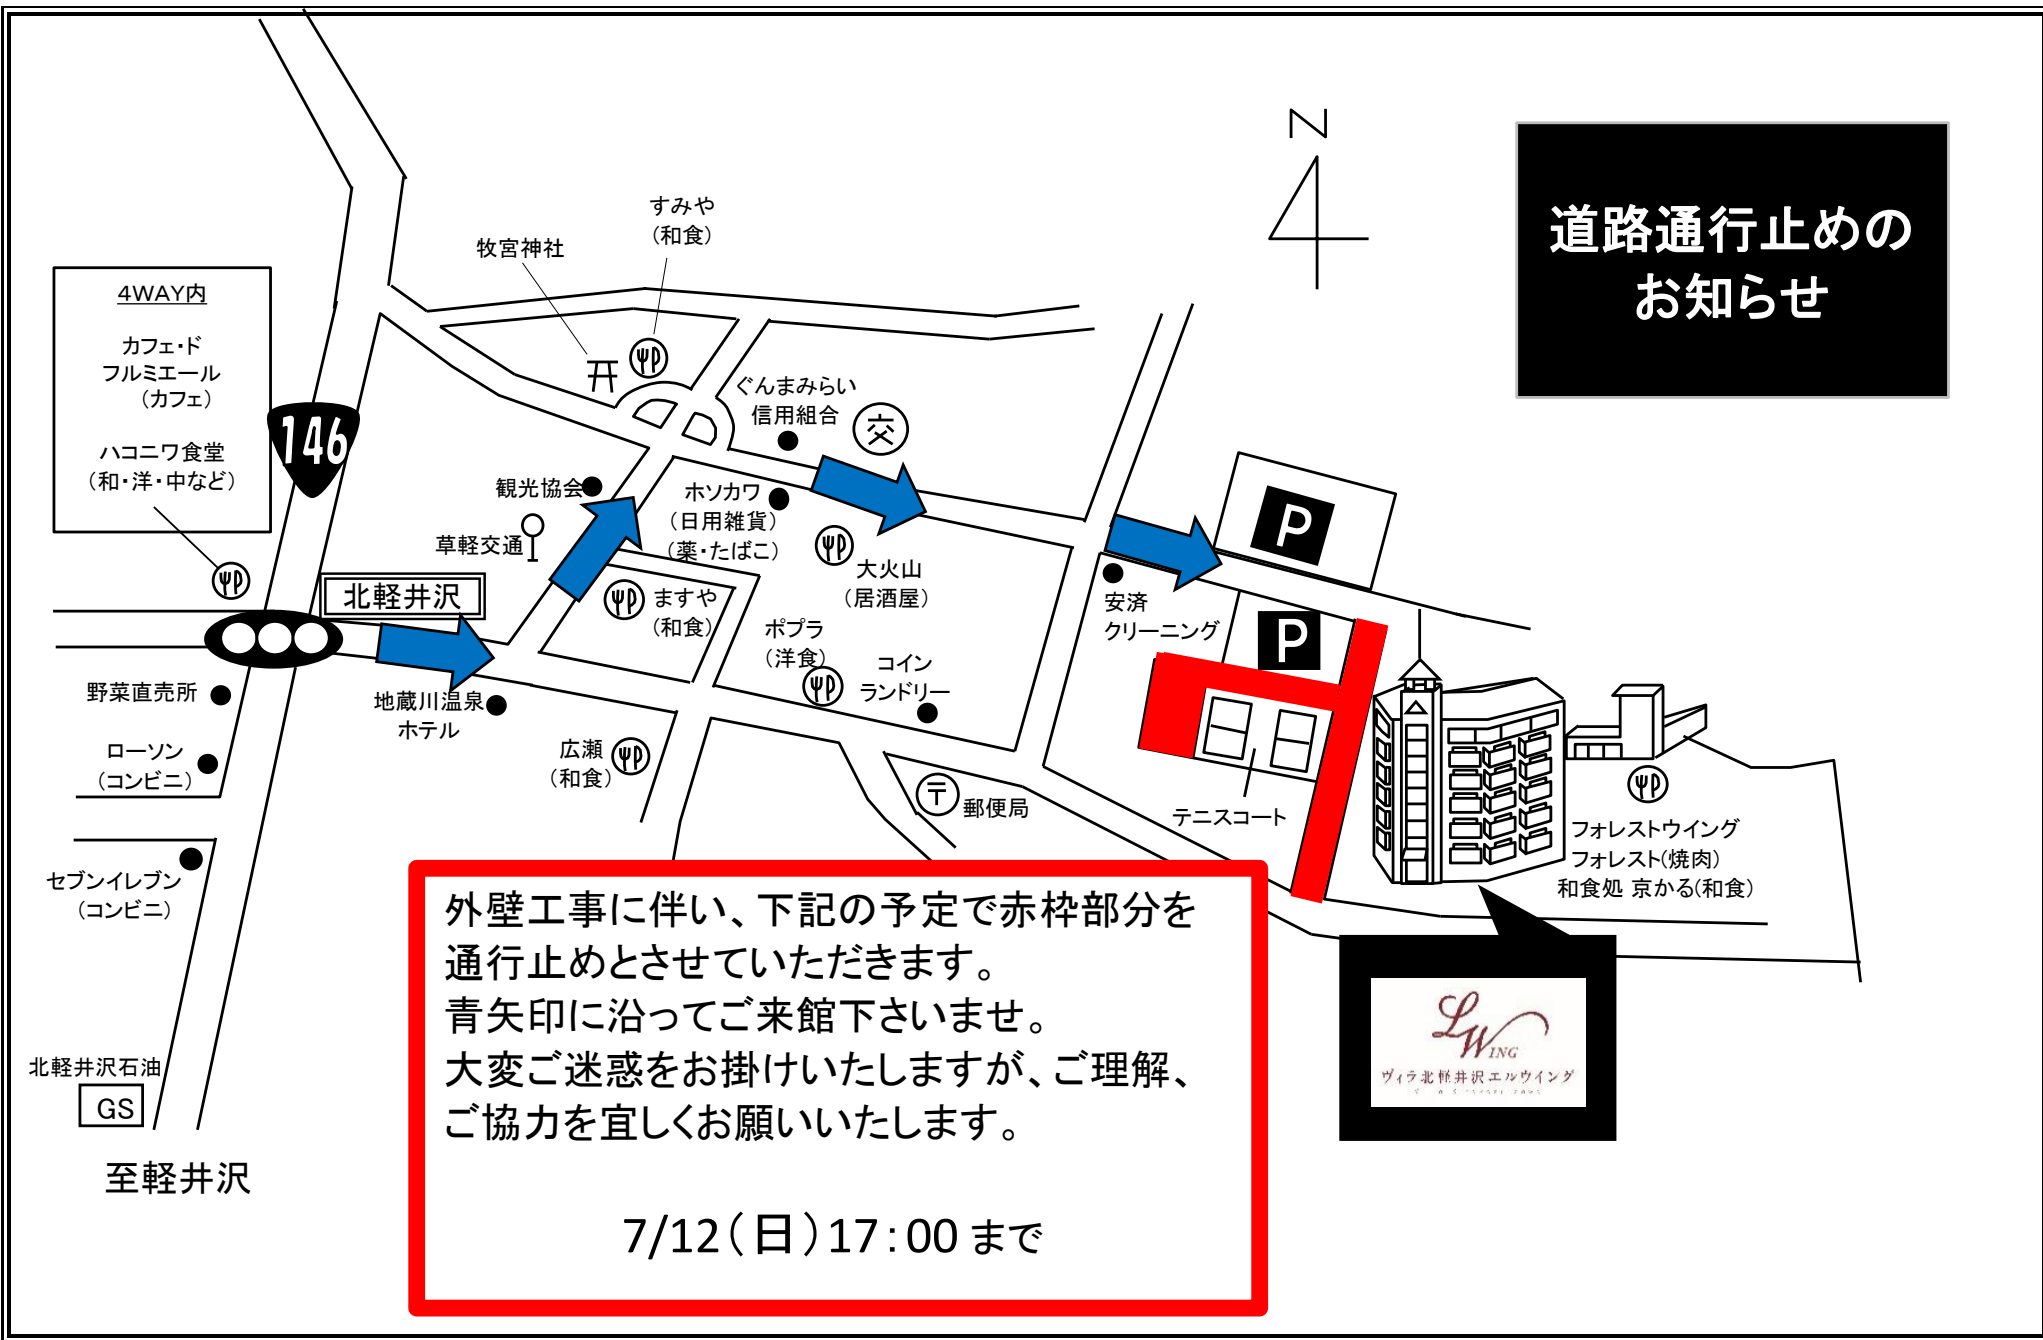 道路通行止めの
お知らせ
N
4WAY内
カフェ・ド
フルミエール
（カフェ）
ハコニワ食堂
（和・洋・中など）
146
牧宮神社
すみや
（和食）
ぐんまみらい
信用組合
交
観光協会
草軽交通
ホソカワ
（日用雑貨）
（薬・たばこ）
大火山
（居酒屋）
北軽井沢
ますや
（和食）
ポプラ
（洋食）
コイン
ランドリー
安済
クリーニング
P
P
野菜直売所
地蔵川温泉
ホテル
ローソン
（コンビニ）
広瀬
（和食）
〒
郵便局
テニスコート
セブンイレブン
（コンビニ）
フォレストウイング
フォレスト(焼肉)
和食処 京かる(和食)
外壁工事に伴い、下記の予定で赤枠部分を
通行止めとさせていただきます。
青矢印に沿ってご来館下さいませ。
大変ご迷惑をお掛けいたしますが、ご理解、
ご協力を宜しくお願いいたします。
7/12（日）17：00 まで
LWING
ヴィラ北軽井沢エルウイング
北軽井沢石油
GS
至軽井沢